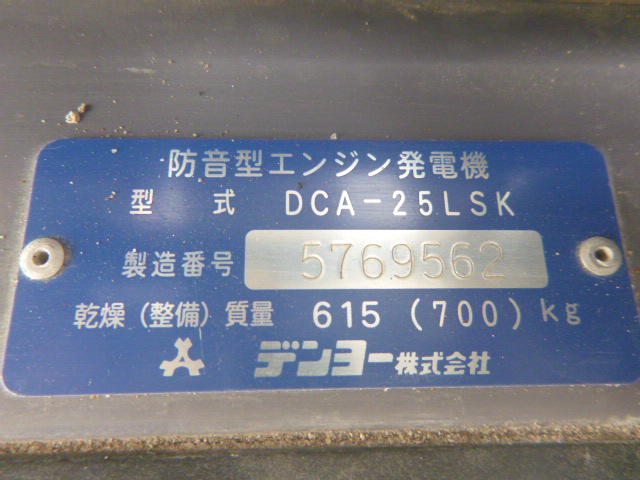 防音型エンジン発電機
型 式 DCA-25LSK
製造番号 5769562
乾燥(整備)質量 615(700)kg
デンヨー株式会社